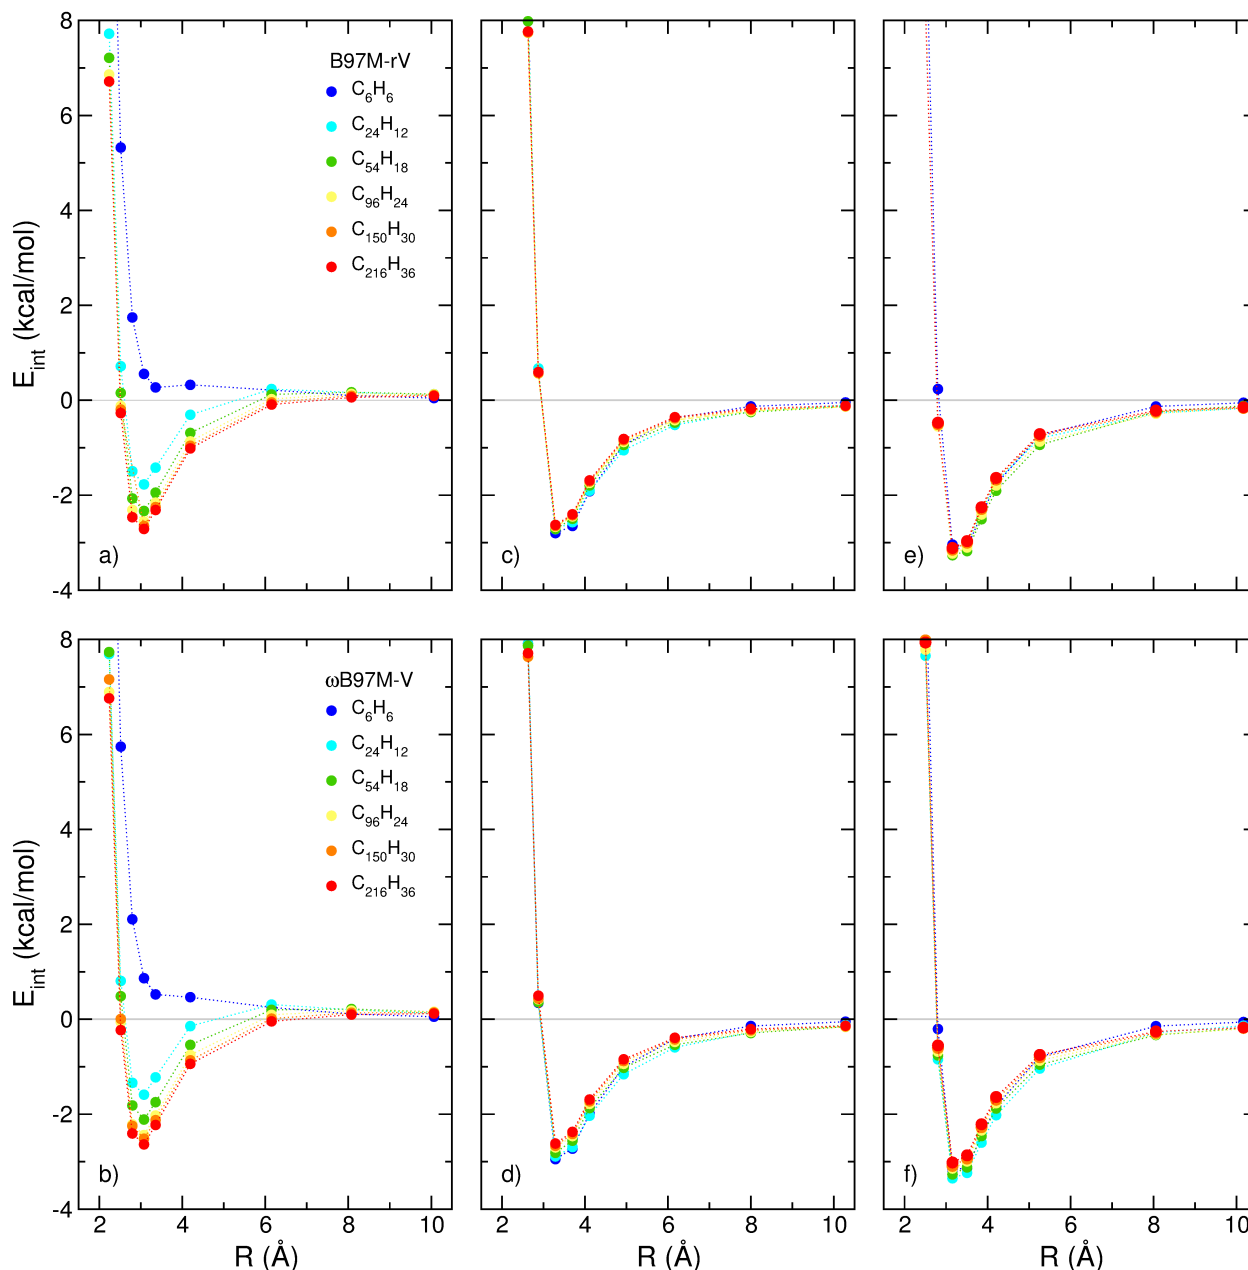 8
6
4
2
0
-2
-4
E_int (kcal/mol)
B97M-rV
C6H6
C24H12
C54H18
C96H24
C150H30
C216H36
a)
c)
e)
8
6
4
2
0
-2
-4
E_int (kcal/mol)
ωB97M-V
C6H6
C24H12
C54H18
C96H24
C150H30
C216H36
b)
d)
f)
2 4 6 8 10
2 4 6 8 10
2 4 6 8 10
R (Å)
R (Å)
R (Å)